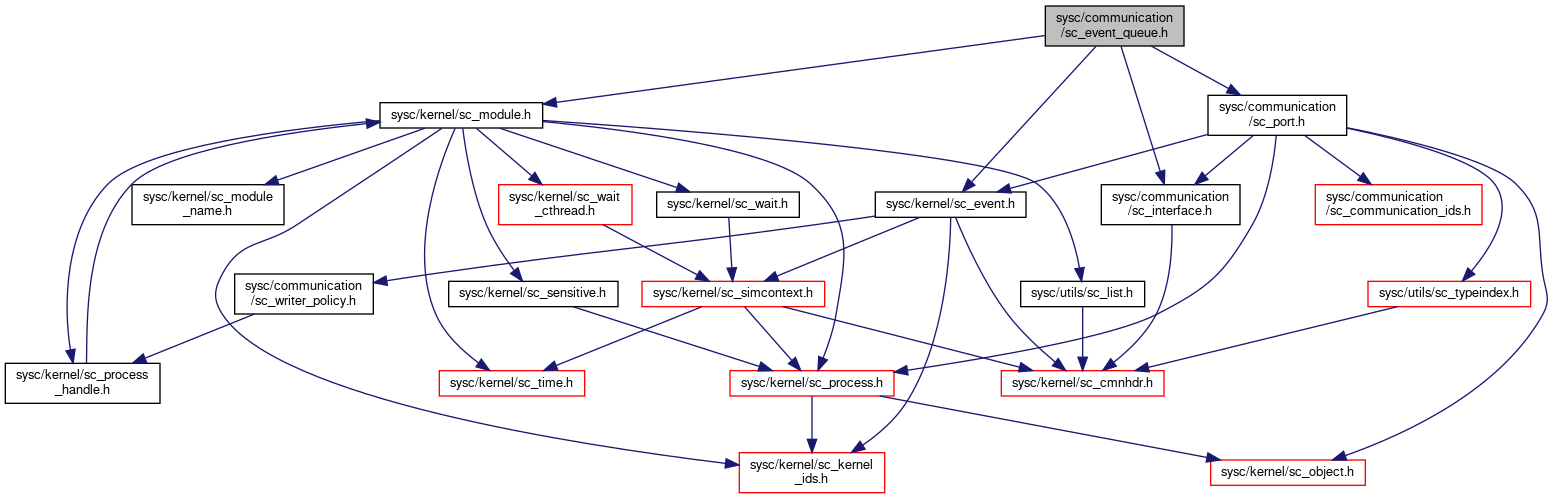 sysc/communication
/sc_event_queue.h
sysc/kernel/sc_module.h
sysc/communication
/sc_port.h
sysc/kernel/sc_module
_name.h
sysc/kernel/sc_wait
_cthread.h
sysc/kernel/sc_wait.h
sysc/kernel/sc_event.h
sysc/communication
/sc_interface.h
sysc/communication
/sc_communication_ids.h
sysc/communication
/sc_writer_policy.h
sysc/kernel/sc_sensitive.h
sysc/kernel/sc_simcontext.h
sysc/utils/sc_list.h
sysc/utils/sc_typeindex.h
sysc/kernel/sc_process
_handle.h
sysc/kernel/sc_time.h
sysc/kernel/sc_process.h
sysc/kernel/sc_cmnhdr.h
sysc/kernel/sc_kernel
_ids.h
sysc/kernel/sc_object.h